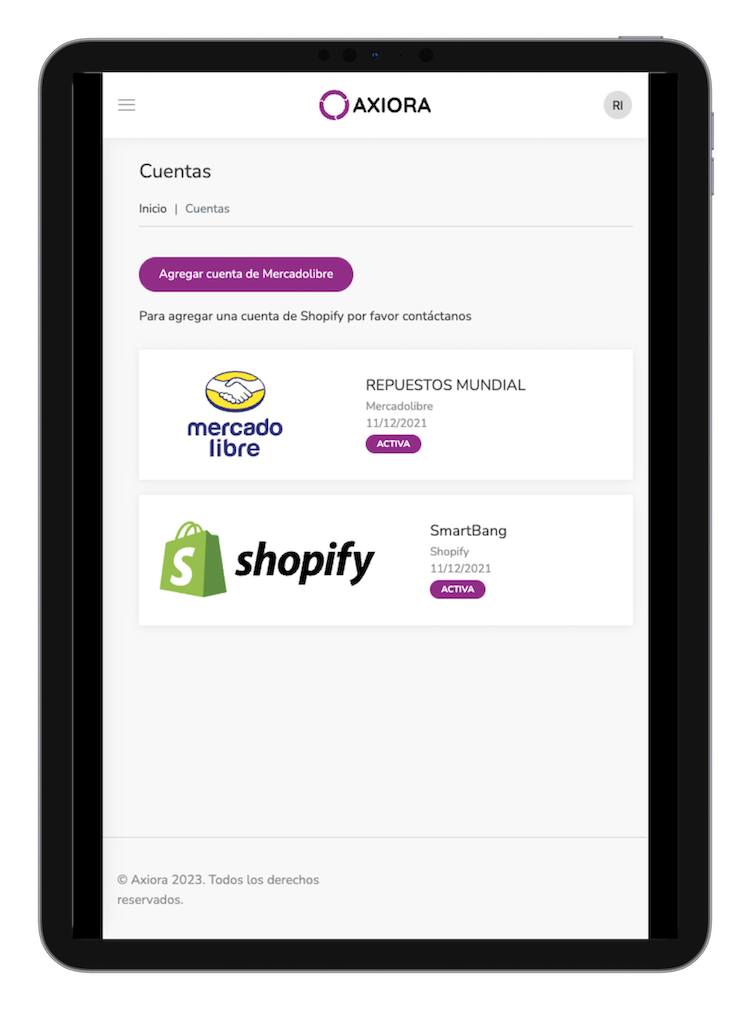 AXIORA
RI
Cuentas
Inicio | Cuentas
Agregar cuenta de Mercadolibre
Para agregar una cuenta de Shopify por favor contáctanos
mercado
libre
REPUESTOS MUNDIAL
Mercadolibre
11/12/2021
ACTIVA
S
shopify
SmartBang
Shopify
11/12/2021
ACTIVA
© Axiora 2023. Todos los derechos
reservados.